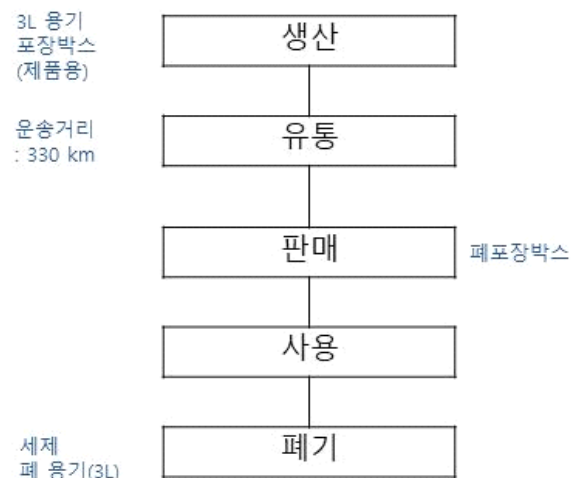 3L 용기
포장박스
(제품용)
생산
운송거리
: 330 km
유통
판매
폐포장박스
사용
세제
폐 용기(3L)
폐기